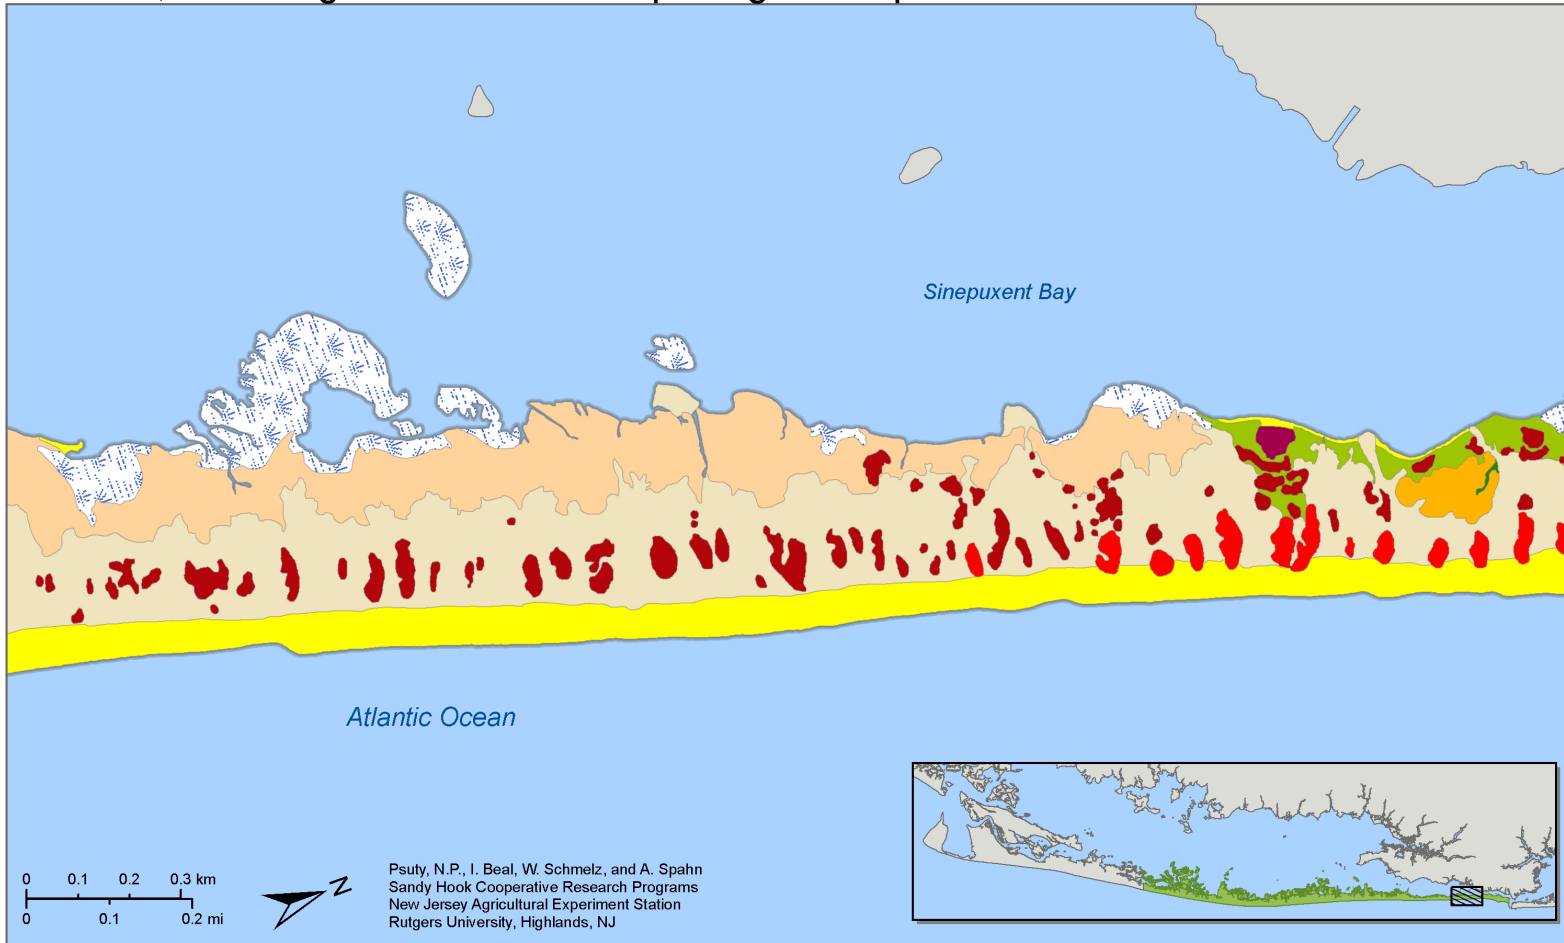 Sinepuxent Bay
Atlantic Ocean
0 0.1 0.2 0.3 km
0 0.1 0.2 mi
N
Psuty, N.P., I. Beal, W. Schmelz, and A. Spahn
Sandy Hook Cooperative Research Programs
New Jersey Agricultural Experiment Station
Rutgers University, Highlands, NJ